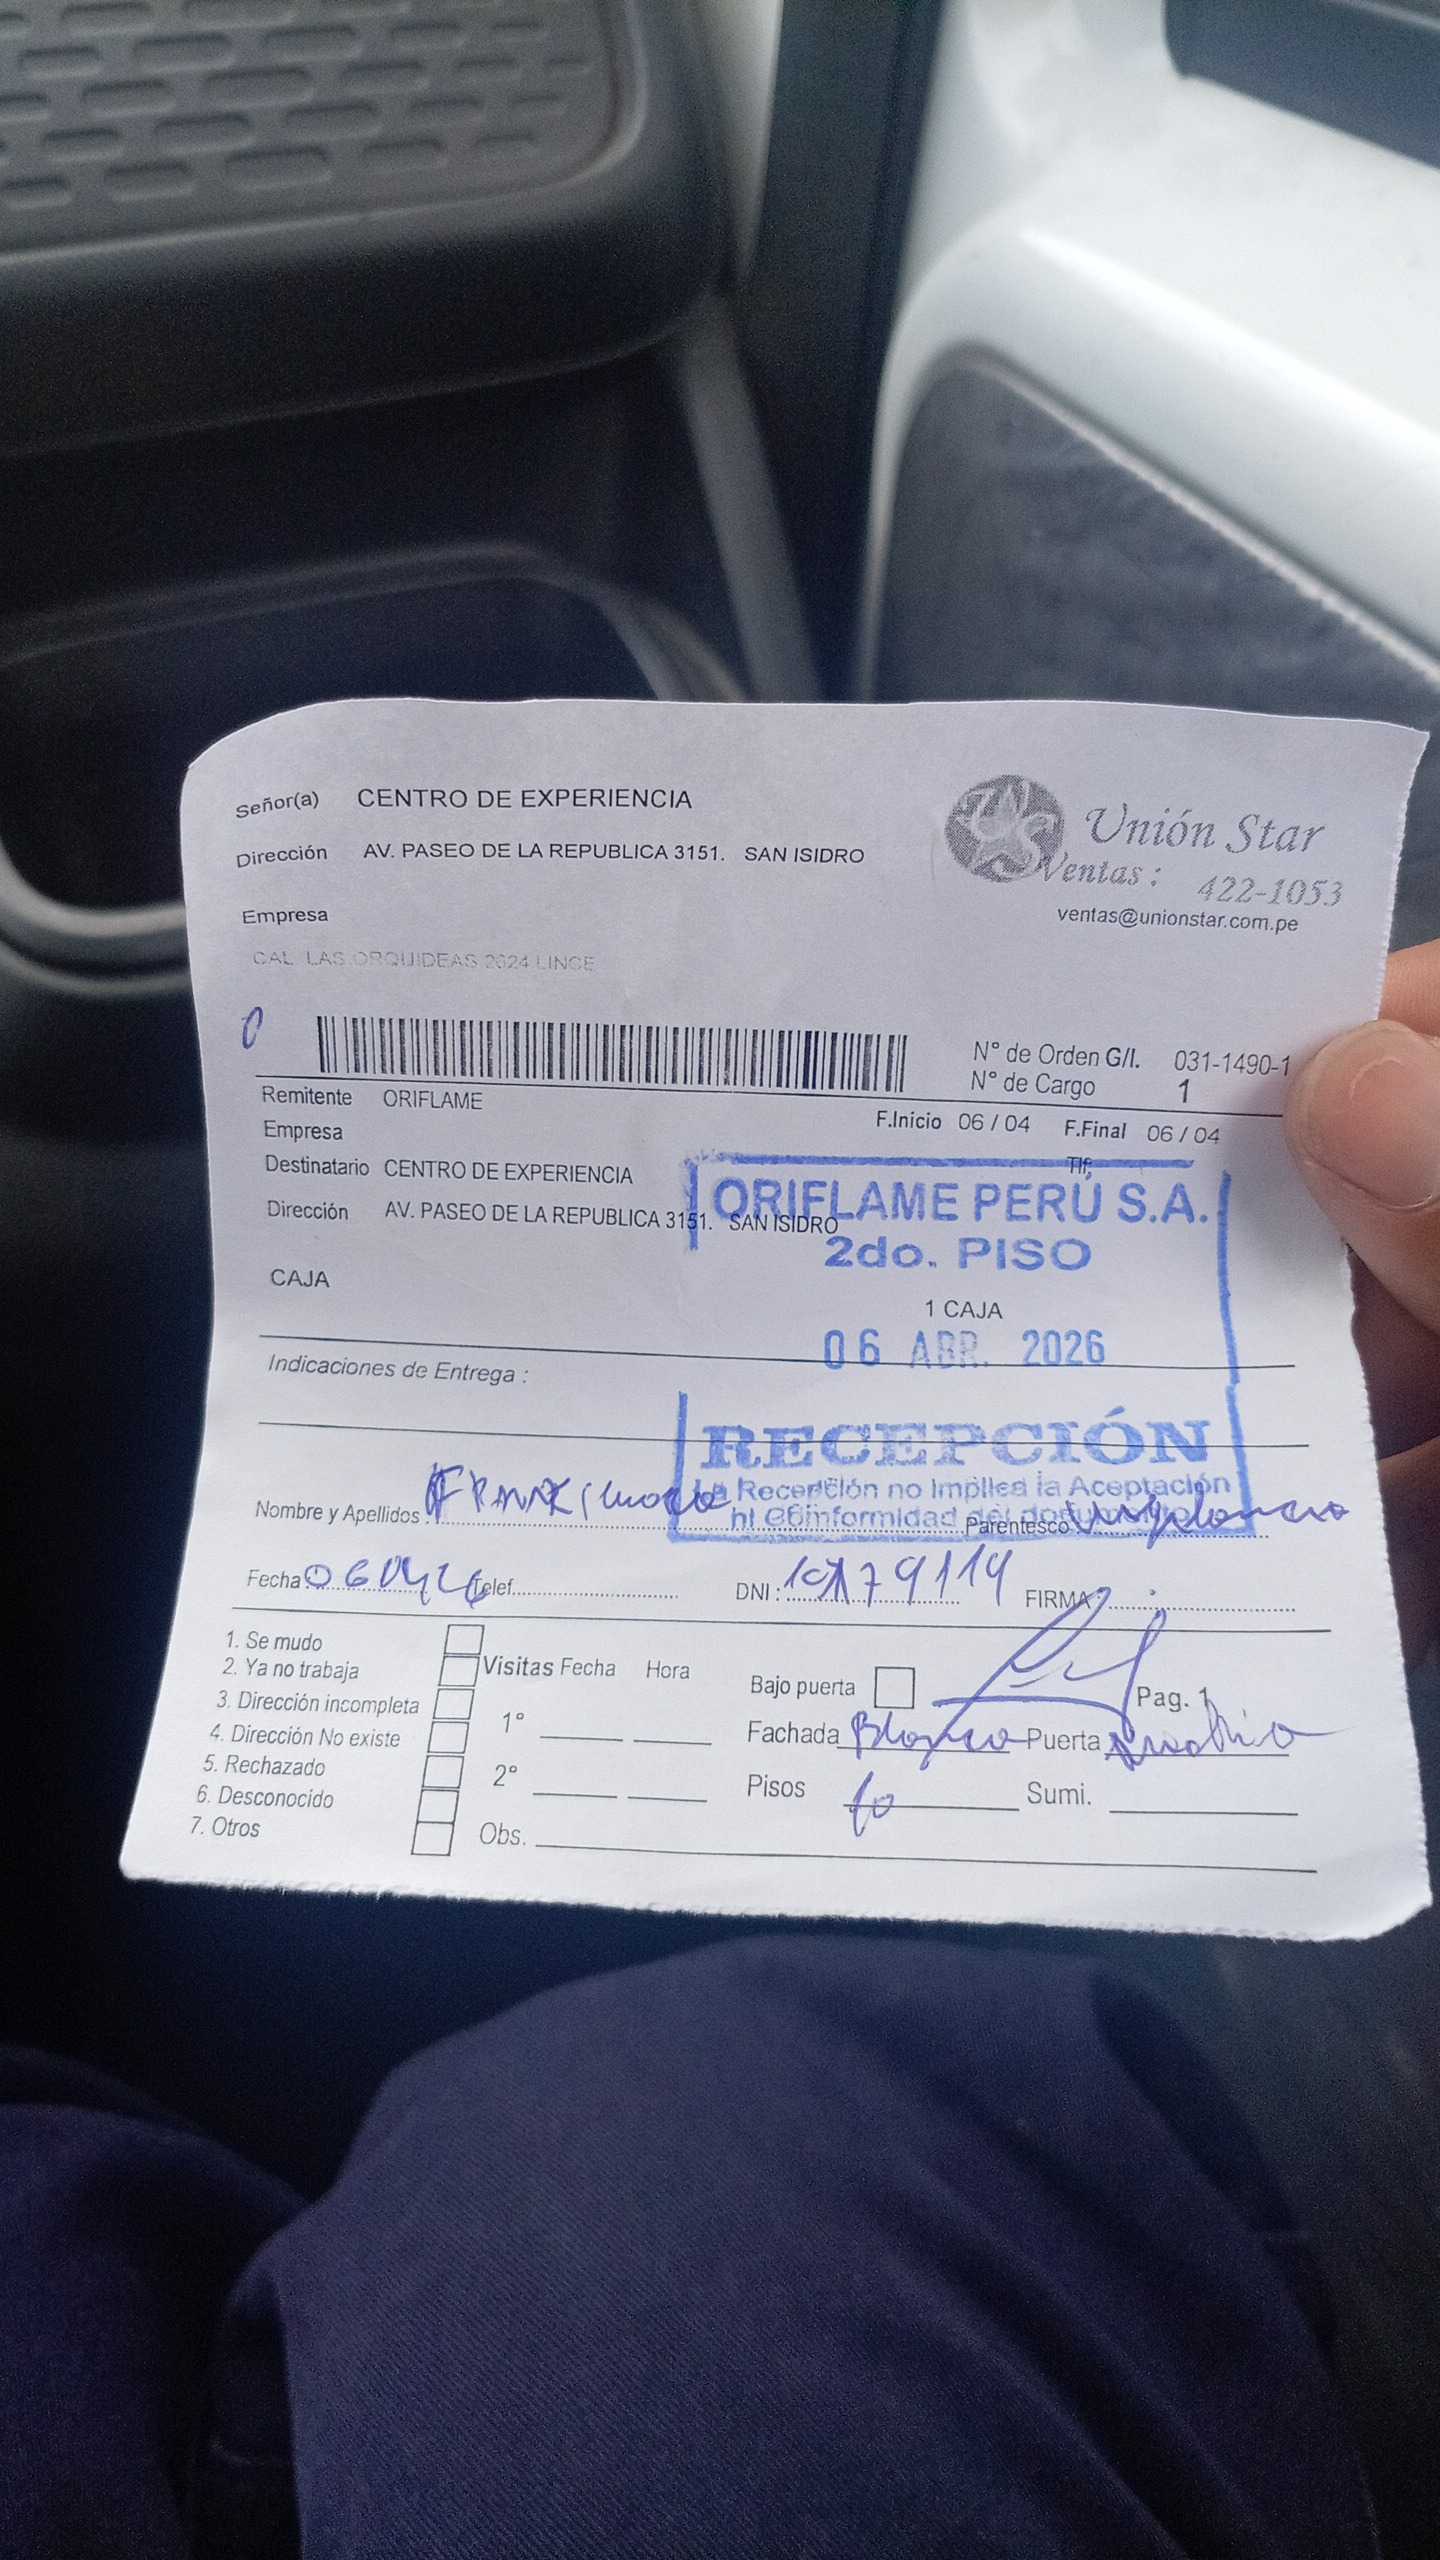 Señor(a) CENTRO DE EXPERIENCIA
Unión Star
Dirección AV. PASEO DE LA REPUBLICA 3151. SAN ISIDRO
Ventas : 422-1053
Empresa
ventas@unionstar.com.pe
CAL LAS ORQUIDEAS 2024 LINCE
0
N° de Orden G/I. 031-1490-1
N° de Cargo 1
Remitente ORIFLAME
F.Inicio 06 / 04 F.Final 06 / 04
Empresa
Tlf,
Destinatario CENTRO DE EXPERIENCIA
ORIFLAME PERÚ S.A.
Dirección AV. PASEO DE LA REPUBLICA 3151. SAN ISIDRO
2do. PISO
CAJA
1 CAJA
06 ABR. 2026
Indicaciones de Entrega :
RECEPCIÓN
La Recepción no Implica la Aceptación
ni Conformidad del documento
Nombre y Apellidos : FRANK Parentesco
Fecha: 060426 Telef. DNI : FIRMA :
1. Se mudo
2. Ya no trabaja
3. Dirección incompleta
4. Dirección No existe
5. Rechazado
6. Desconocido
7. Otros
Visitas Fecha Hora
1°
2°
Obs.
Bajo puerta
Pag. 1
Fachada Blanco Puerta
Pisos 10 Sumi.